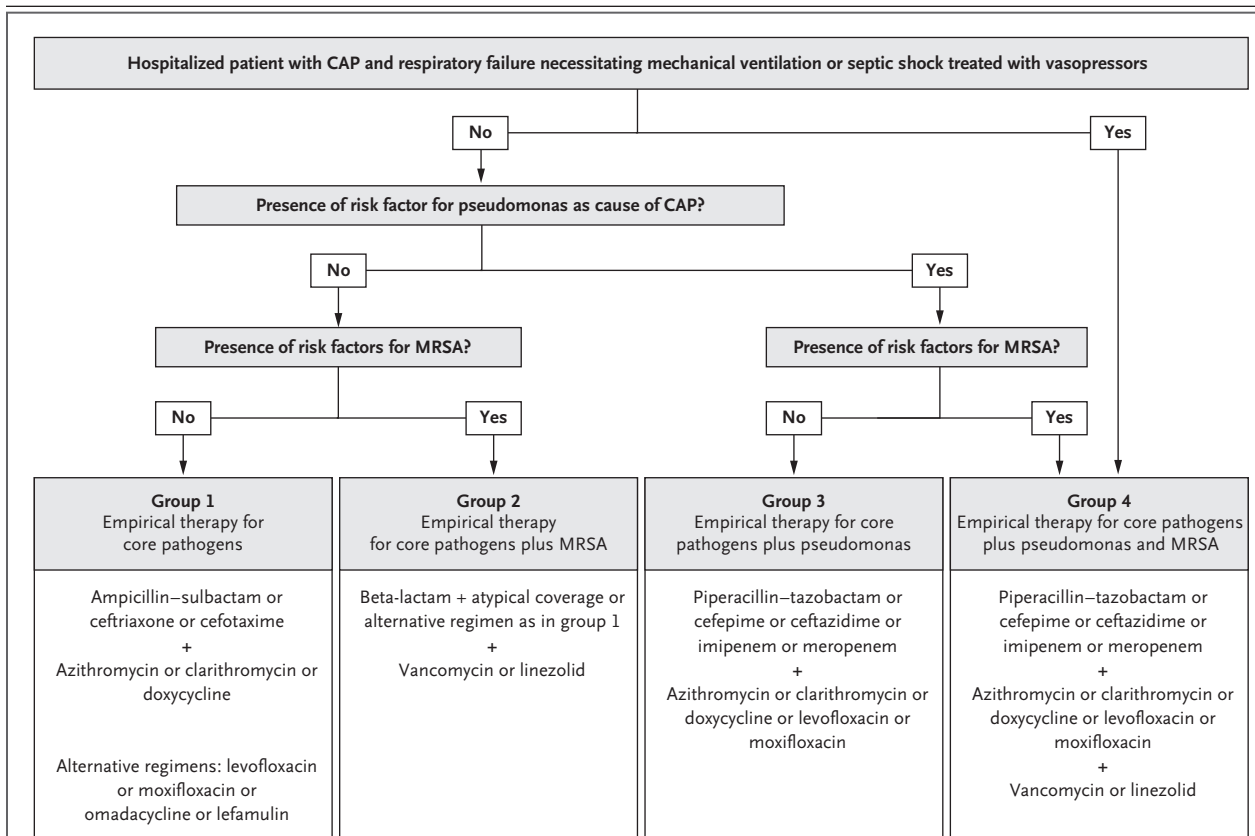 Hospitalized patient with CAP and respiratory failure necessitating mechanical ventilation or septic shock treated with vasopressors
No
Yes
Presence of risk factor for pseudomonas as cause of CAP?
No
Yes
Presence of risk factors for MRSA?
Presence of risk factors for MRSA?
No
Yes
No
Yes
Group 1
Empirical therapy for
core pathogens
Ampicillin–sulbactam or
ceftriaxone or cefotaxime
+
Azithromycin or clarithromycin or
doxycycline
Alternative regimens: levofloxacin
or moxifloxacin or
omadacycline or lefamulin
Group 2
Empirical therapy
for core pathogens plus MRSA
Beta-lactam + atypical coverage or
alternative regimen as in group 1
+
Vancomycin or linezolid
Group 3
Empirical therapy for core
pathogens plus pseudomonas
Piperacillin–tazobactam or
cefepime or ceftazidime or
imipenem or meropenem
+
Azithromycin or clarithromycin or
doxycycline or levofloxacin or
moxifloxacin
Group 4
Empirical therapy for core pathogens
plus pseudomonas and MRSA
Piperacillin–tazobactam or
cefepime or ceftazidime or
imipenem or meropenem
+
Azithromycin or clarithromycin or
doxycycline or levofloxacin or
moxifloxacin
+
Vancomycin or linezolid